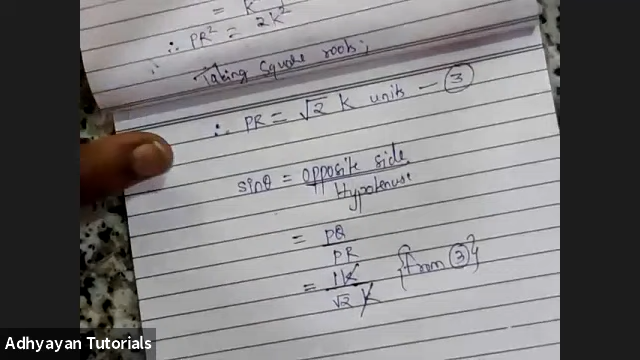 = K
∴ PR² = 2K²
Taking Square roots;
∴ PR = √2 K units — ③
sinθ = opposite side / Hypotenuse
= PQ / PR
= 1K / √2 K {from ③}
Adhyayan Tutorials